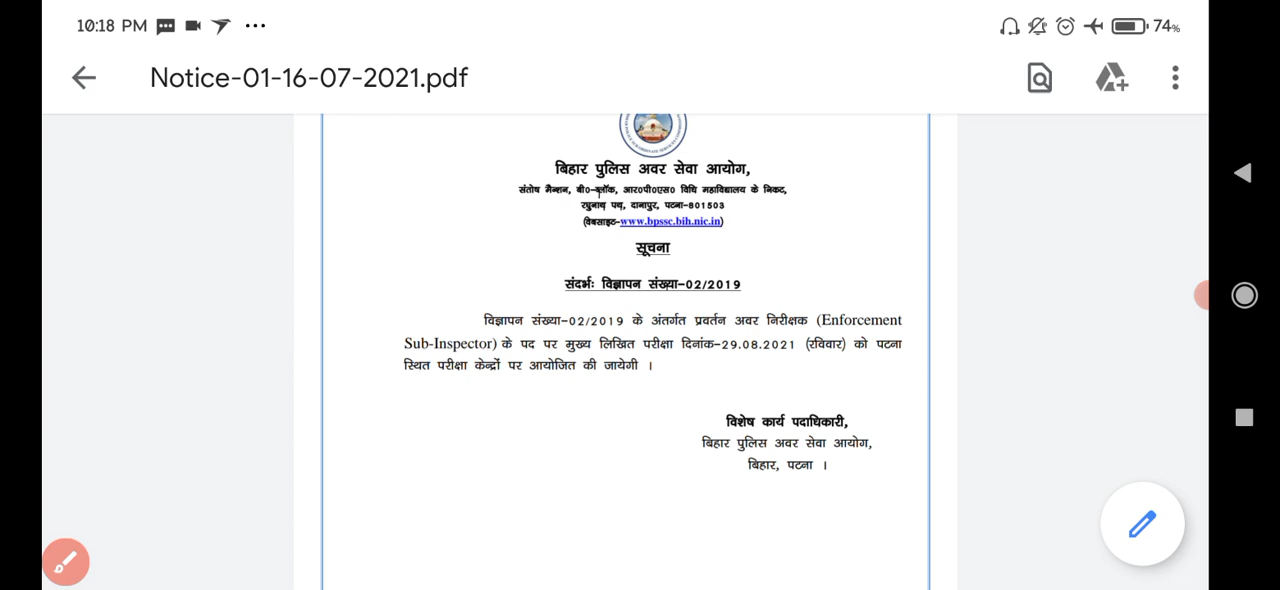 10:18 PM
74%
Notice-01-16-07-2021.pdf
बिहार पुलिस अवर सेवा आयोग,
संतोष मैन्शन, बी०-ब्लॉक, आर०पी०एस० विधि महाविद्यालय के निकट,
रघुनाथ पथ, दानापुर, पटना-801503
(वेबसाइट-www.bpssc.bih.nic.in)
सूचना
संदर्भः विज्ञापन संख्या-02/2019
विज्ञापन संख्या-02/2019 के अंतर्गत प्रवर्तन अवर निरीक्षक (Enforcement
Sub-Inspector) के पद पर मुख्य लिखित परीक्षा दिनांक-29.08.2021 (रविवार) को पटना
स्थित परीक्षा केन्द्रों पर आयोजित की जायेगी ।
विशेष कार्य पदाधिकारी,
बिहार पुलिस अवर सेवा आयोग,
बिहार, पटना ।